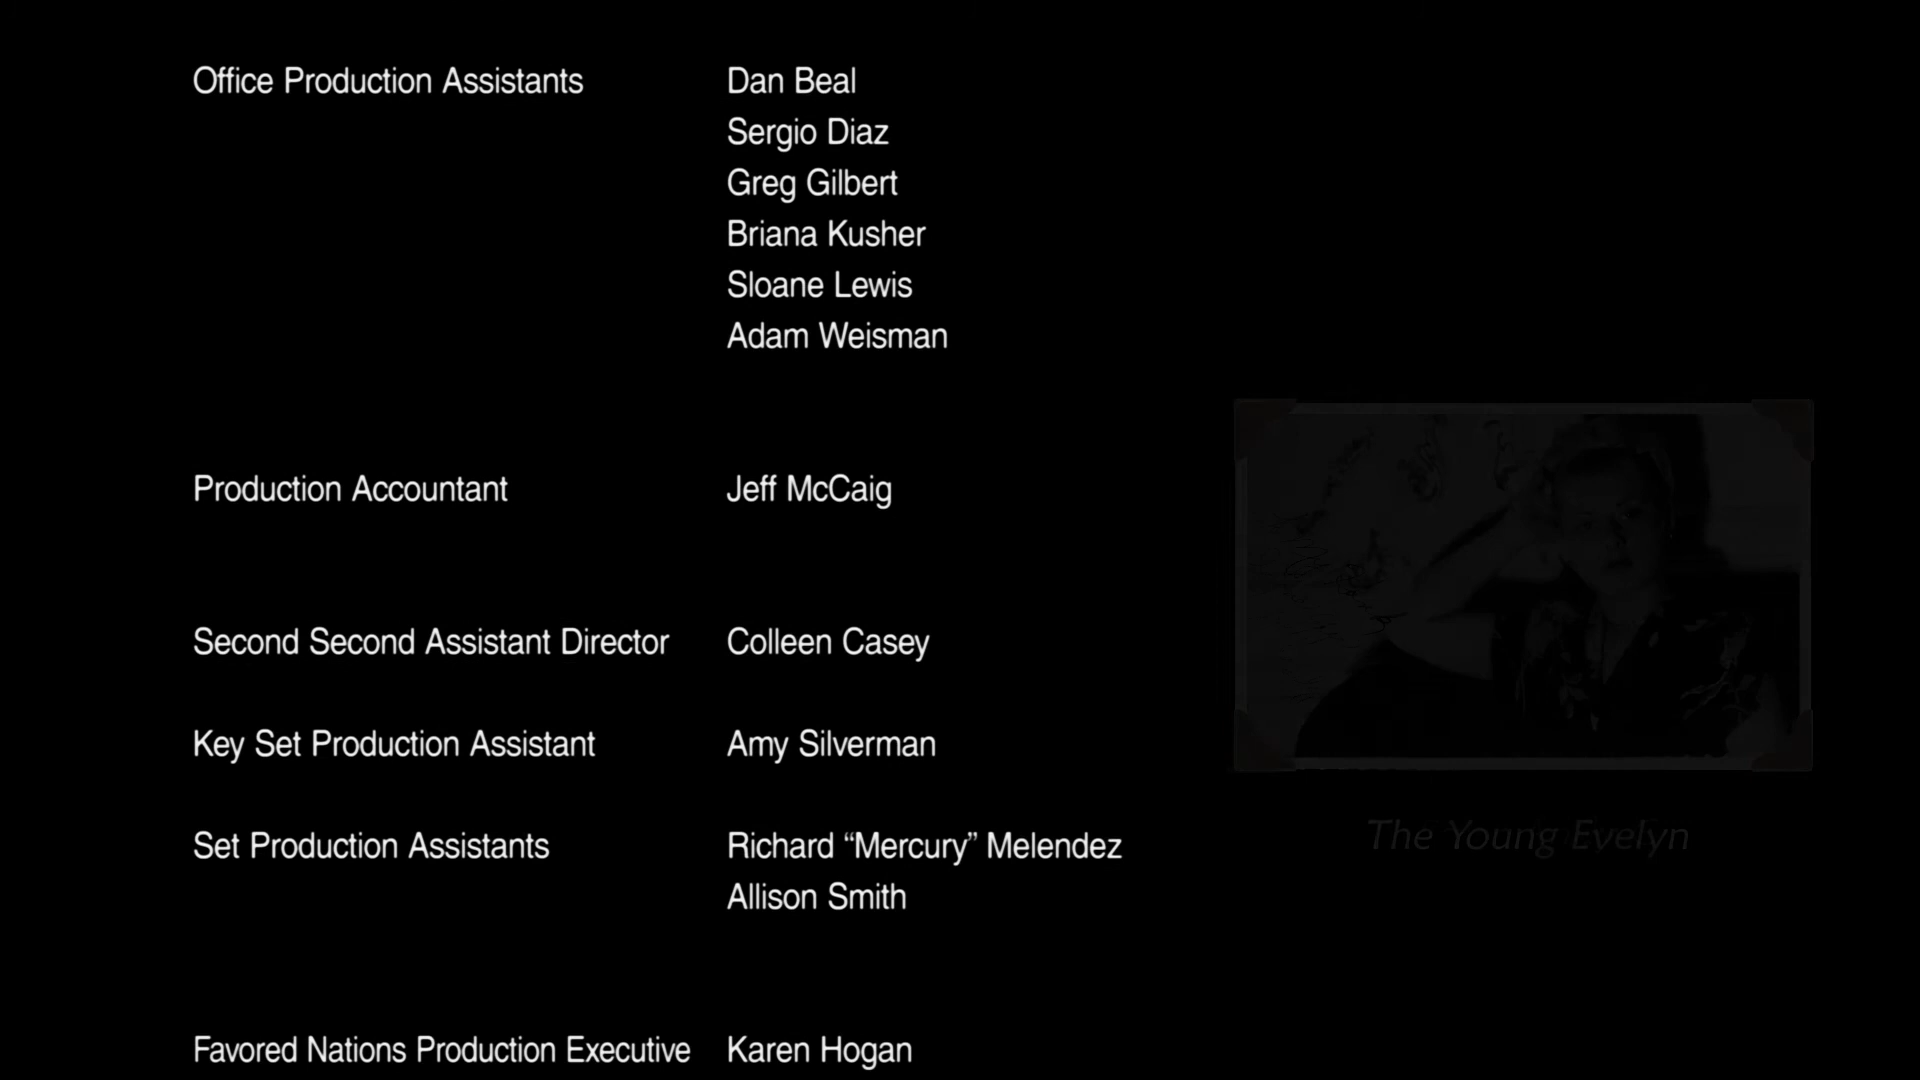 Office Production Assistants Dan Beal
Sergio Diaz
Greg Gilbert
Briana Kusher
Sloane Lewis
Adam Weisman
Production Accountant Jeff McCaig
Second Second Assistant Director Colleen Casey
Key Set Production Assistant Amy Silverman
Set Production Assistants Richard “Mercury” Melendez
Allison Smith
The Young Evelyn
Favored Nations Production Executive Karen Hogan